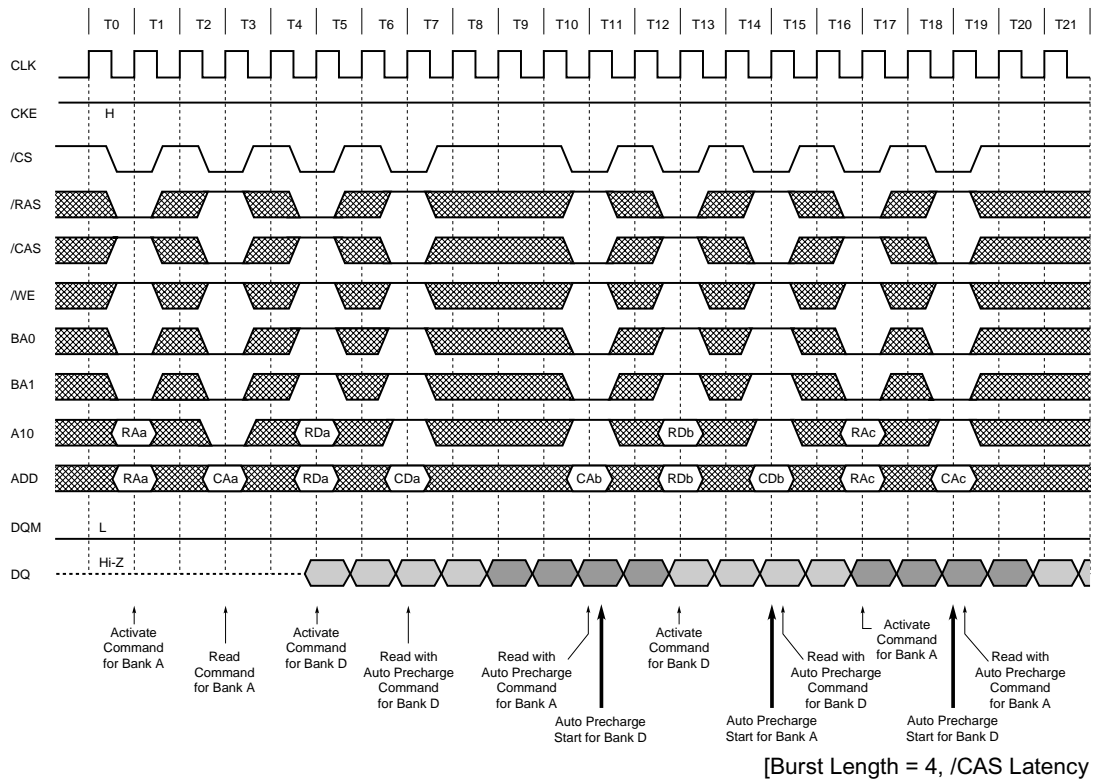 T0 T1 T2 T3 T4 T5 T6 T7 T8 T9 T10 T11 T12 T13 T14 T15 T16 T17 T18 T19 T20 T21
CLK
CKE H
/CS
/RAS
/CAS
/WE
BA0
BA1
A10 RAa RDa RDb RAc
ADD RAa CAa RDa CDa CAb RDb CDb RAc CAc
DQM L
Hi-Z
DQ
Activate
Command
for Bank A
Read
Command
for Bank A
Activate
Command
for Bank D
Read with
Auto Precharge
Command
for Bank D
Read with
Auto Precharge
Command
for Bank A
Auto Precharge
Start for Bank D
Activate
Command
for Bank D
Auto Precharge
Start for Bank A
Read with
Auto Precharge
Command
for Bank D
Activate
Command
for Bank A
Auto Precharge
Start for Bank D
Read with
Auto Precharge
Command
for Bank A
[Burst Length = 4, /CAS Latency